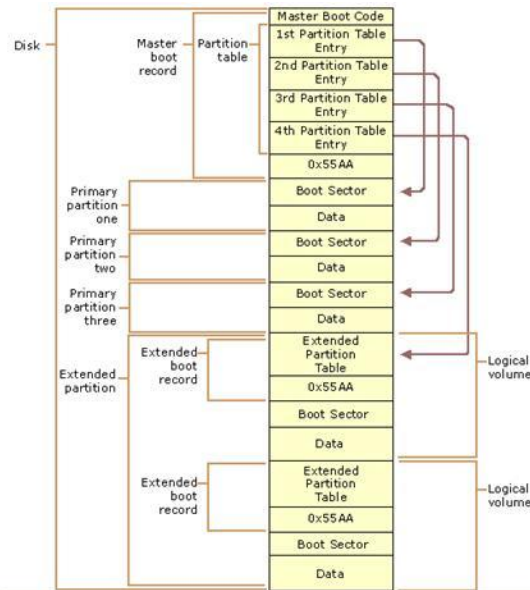 Disk
Master
boot
record
Partition
table
Master Boot Code
1st Partition Table
Entry
2nd Partition Table
Entry
3rd Partition Table
Entry
4th Partition Table
Entry
0x55AA
Primary
partition
one
Boot Sector
Data
Primary
partition
two
Boot Sector
Data
Primary
partition
three
Boot Sector
Data
Extended
partition
Extended
boot
record
Extended
Partition
Table
0x55AA
Boot Sector
Data
Logical
volume
Extended
boot
record
Extended
Partition
Table
0x55AA
Boot Sector
Data
Logical
volume